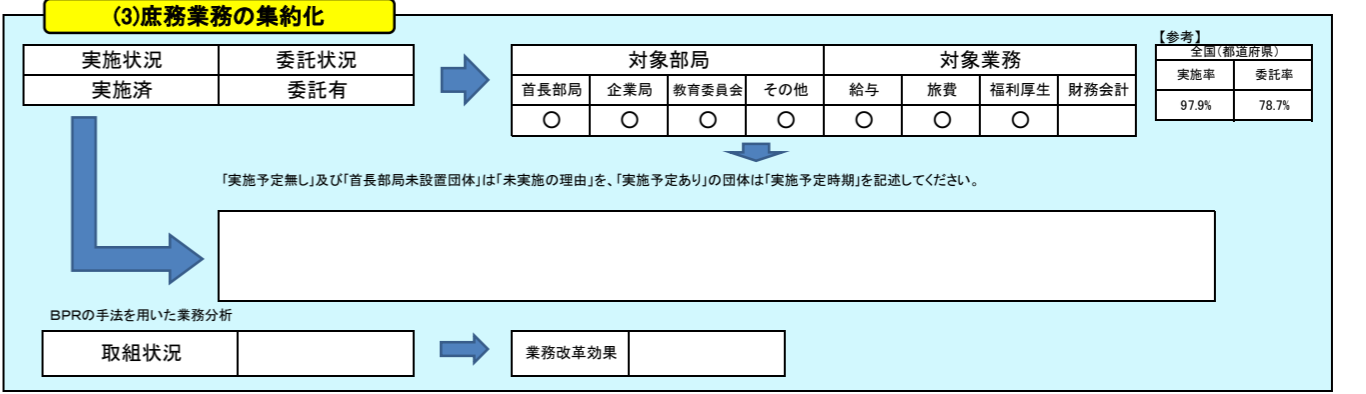 (3)庶務業務の集約化
実施状況 委託状況
実施済 委託有
対象部局 対象業務
首長部局 企業局 教育委員会 その他 給与 旅費 福利厚生 財務会計
○ ○ ○ ○ ○ ○ ○
【参考】
全国(都道府県)
実施率 委託率
97.9% 78.7%
「実施予定無し」及び「首長部局未設置団体」は「未実施の理由」を、「実施予定あり」の団体は「実施予定時期」を記述してください。
BPRの手法を用いた業務分析
取組状況
業務改革効果